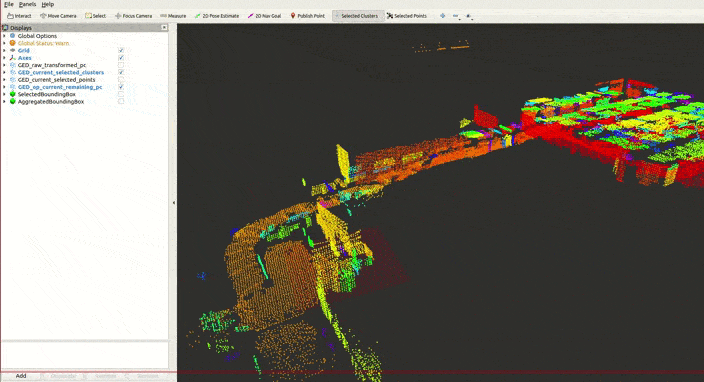 File Panels Help
Interact Move Camera Select Focus Camera Measure 2D Pose Estimate 2D Nav Goal Publish Point Selected Clusters Selected Points
Displays
Global Options
Global Status: Warn
Grid
Axes
GED_raw_transformed_pc
GED_current_selected_clusters
GED_current_selected_points
GED_op_current_remaining_pc
SelectedBoundingBox
AggregatedBoundingBox
Add